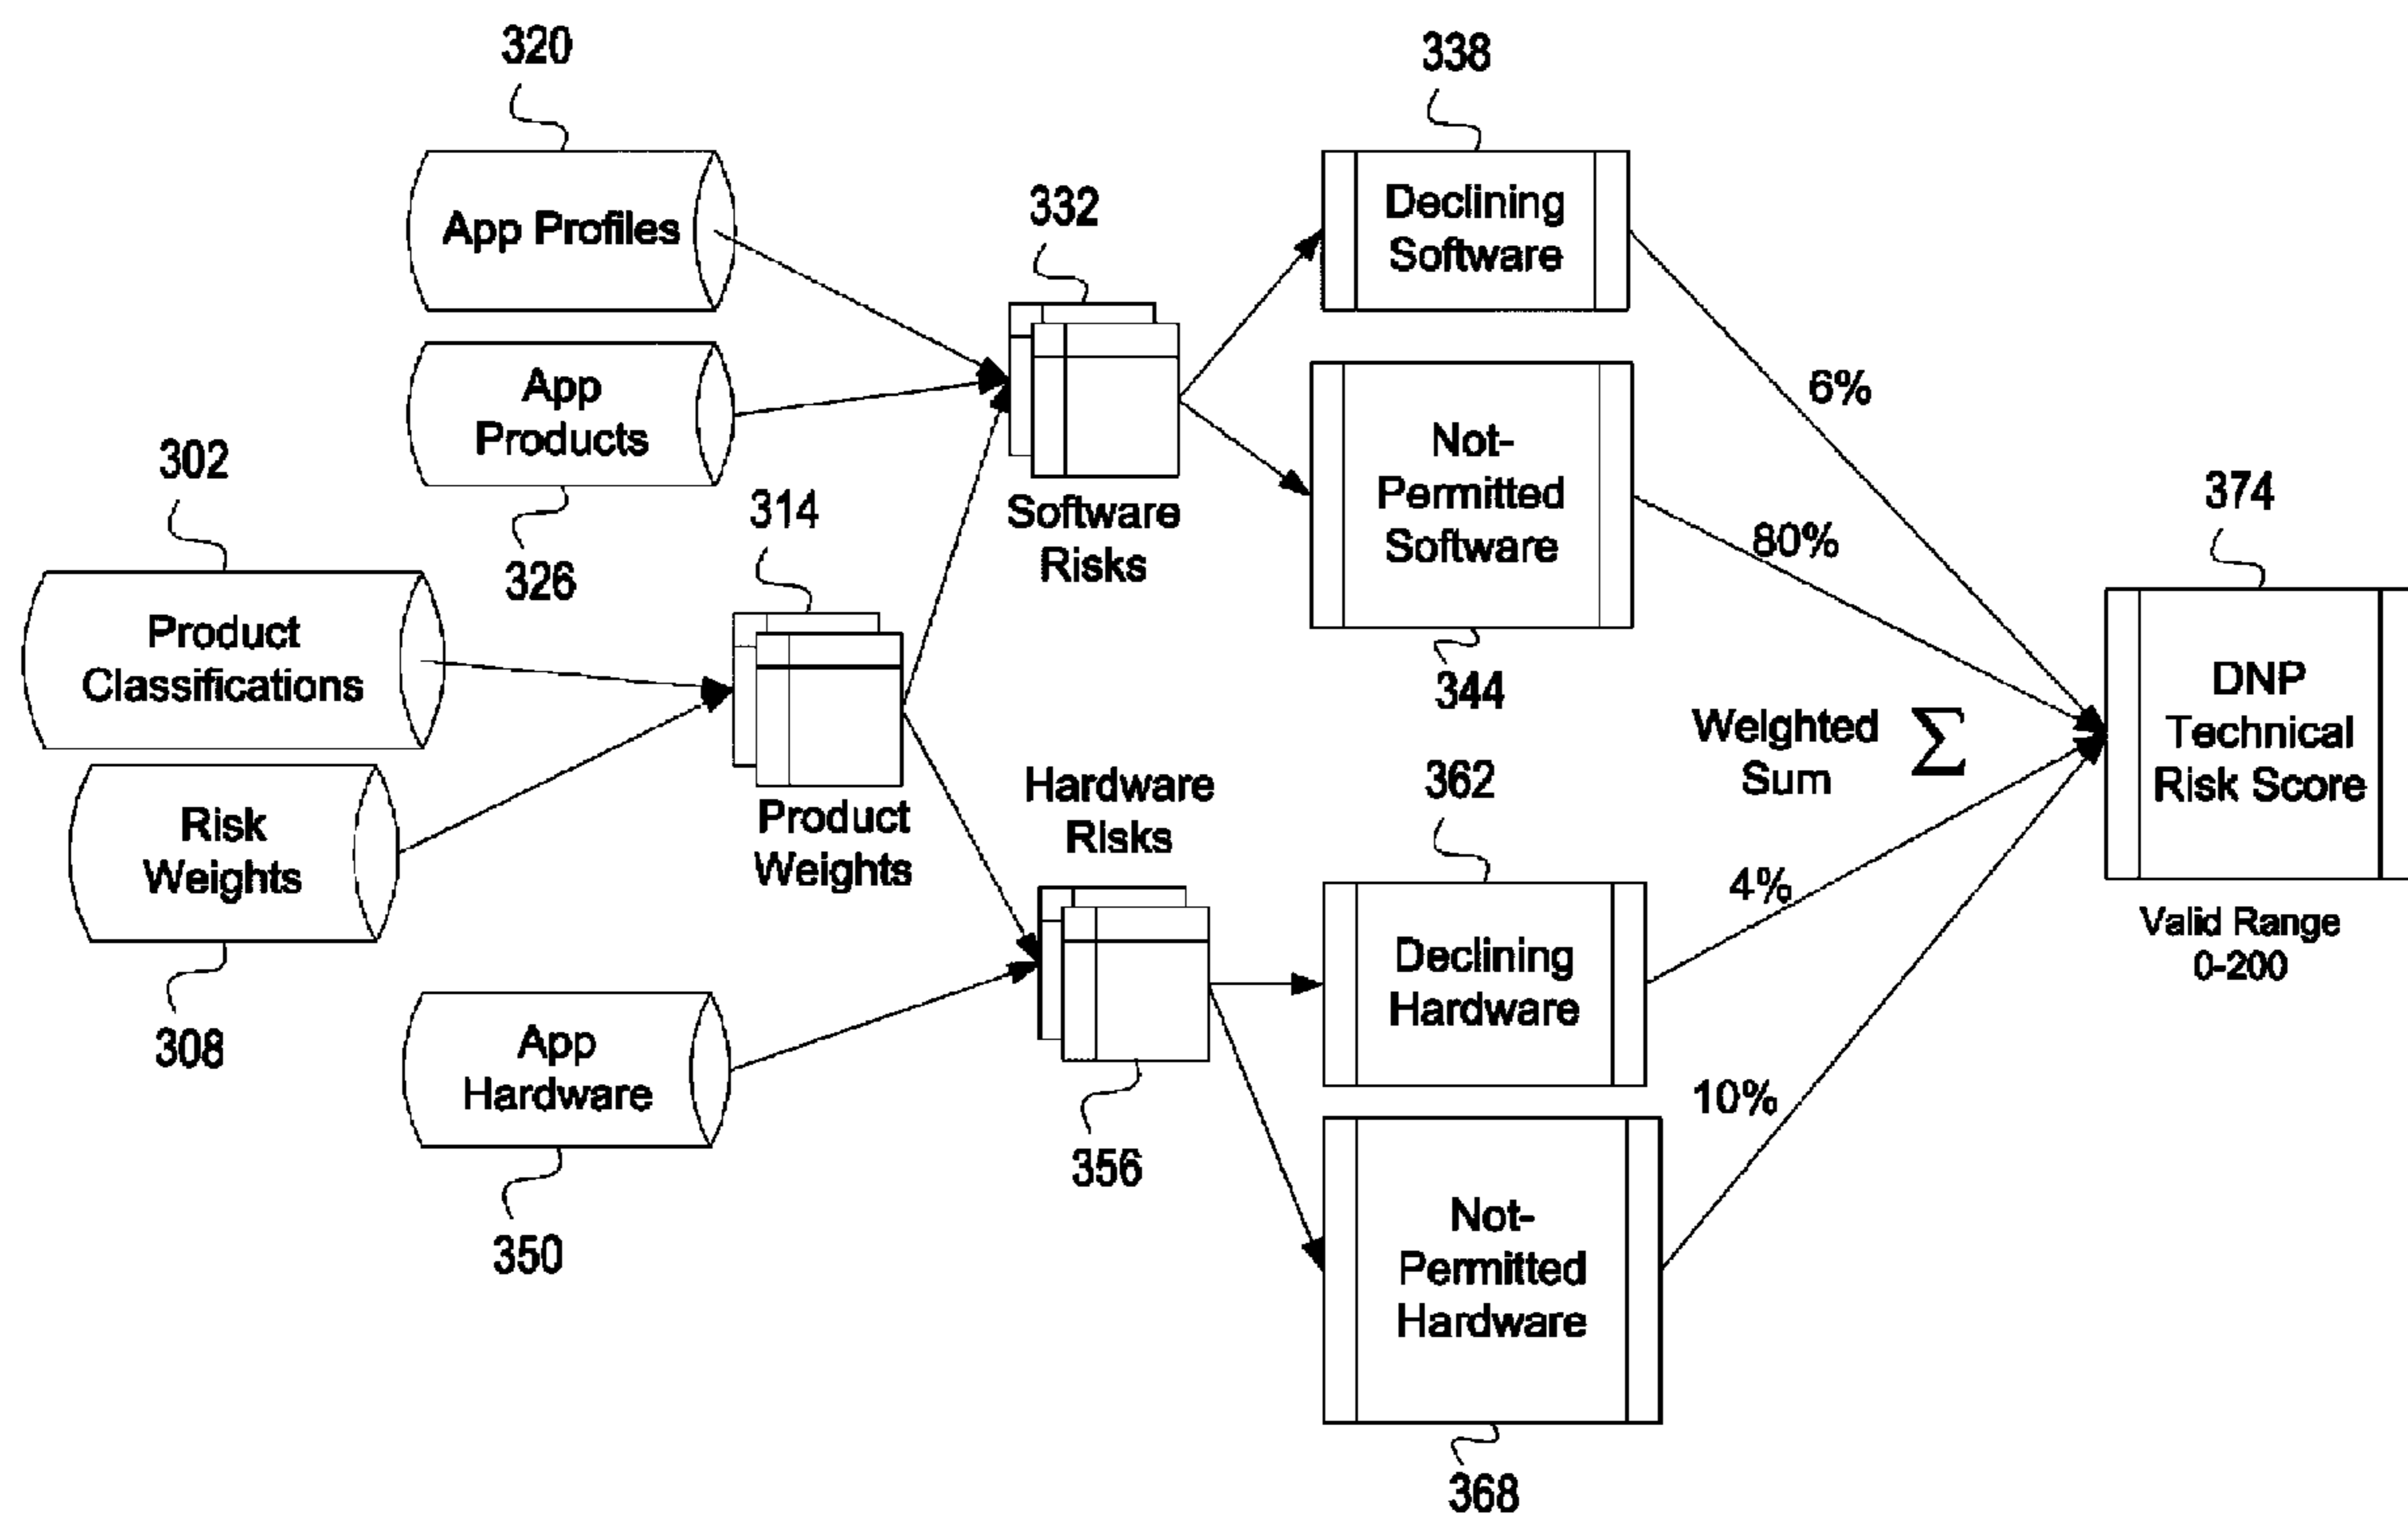 320
App Profiles
App
Products
326
302
Product
Classifications
Risk
Weights
308
314
Product
Weights
App
Hardware
350
332
Software
Risks
Hardware
Risks
356
338
Declining
Software
Not-
Permitted
Software
344
362
Declining
Hardware
Not-
Permitted
Hardware
368
6%
80%
Weighted
Sum
Σ
4%
10%
374
DNP
Technical
Risk Score
Valid Range
0-200